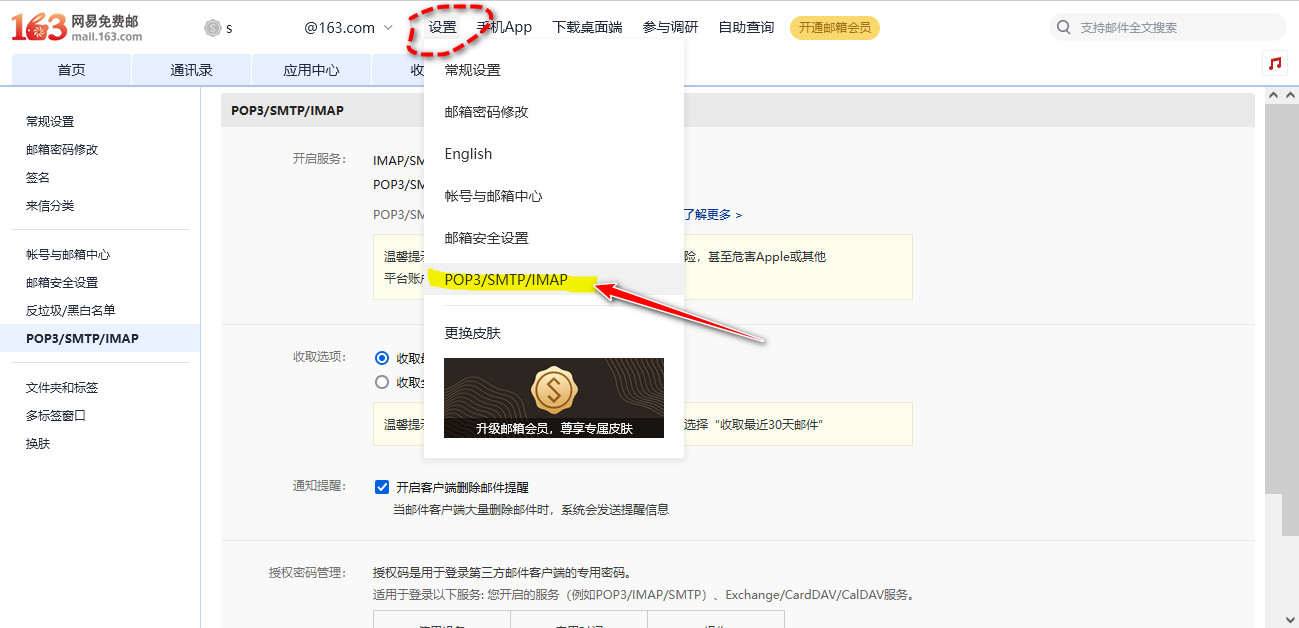 163 网易免费邮
mail.163.com
s @163.com 设置 手机App 下载桌面端 参与调研 自助查询 开通邮箱会员
支持邮件全文搜索
首页 通讯录 应用中心 收
常规设置
邮箱密码修改
签名
来信分类
帐号与邮箱中心
邮箱安全设置
反垃圾/黑白名单
POP3/SMTP/IMAP
文件夹和标签
多标签窗口
换肤
常规设置
邮箱密码修改
English
帐号与邮箱中心
邮箱安全设置
POP3/SMTP/IMAP
更换皮肤
升级邮箱会员，尊享专属皮肤
POP3/SMTP/IMAP
开启服务: IMAP/SM
POP3/SM
POP3/SM 了解更多 >
温馨提示 险，甚至危害Apple或其他
平台账户
收取选项: 收取最
收取全
温馨提示 选择“收取最近30天邮件”
通知提醒: 开启客户端删除邮件提醒
当邮件客户端大量删除邮件时，系统会发送提醒信息
授权密码管理: 授权码是用于登录第三方邮件客户端的专用密码。
适用于登录以下服务: 您开启的服务（例如POP3/IMAP/SMTP）、Exchange/CardDAV/CalDAV服务。